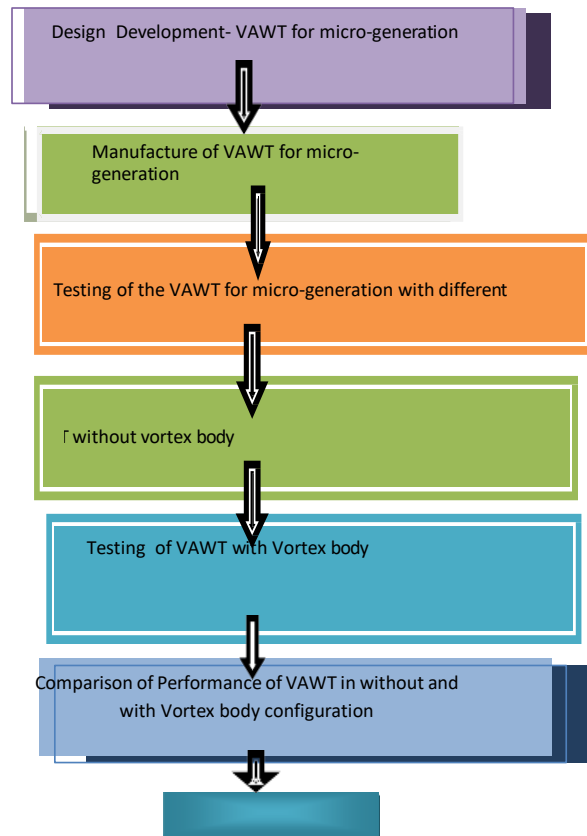 Design Development- VAWT for micro-generation
Manufacture of VAWT for micro-
generation
Testing of the VAWT for micro-generation with different
without vortex body
Testing of VAWT with Vortex body
Comparison of Performance of VAWT in without and
with Vortex body configuration